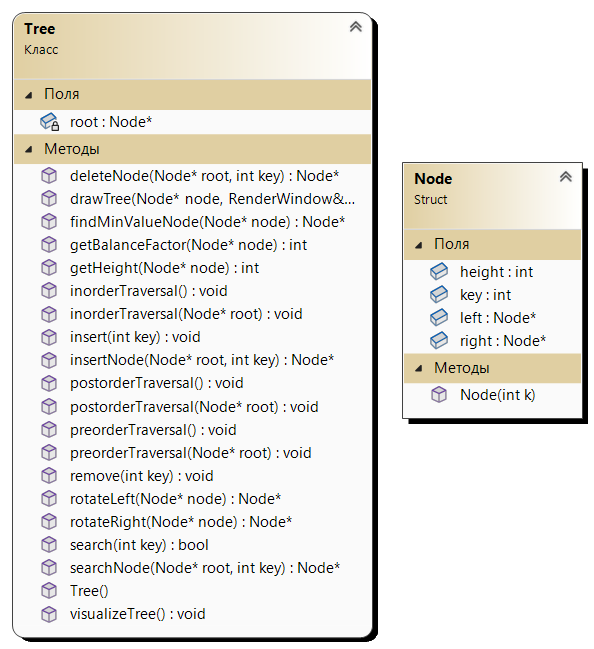 Tree
Класс
Поля
root : Node*
Методы
deleteNode(Node* root, int key) : Node*
drawTree(Node* node, RenderWindow&...
findMinValueNode(Node* node) : Node*
getBalanceFactor(Node* node) : int
getHeight(Node* node) : int
inorderTraversal() : void
inorderTraversal(Node* root) : void
insert(int key) : void
insertNode(Node* root, int key) : Node*
postorderTraversal() : void
postorderTraversal(Node* root) : void
preorderTraversal() : void
preorderTraversal(Node* root) : void
remove(int key) : void
rotateLeft(Node* node) : Node*
rotateRight(Node* node) : Node*
search(int key) : bool
searchNode(Node* root, int key) : Node*
Tree()
visualizeTree() : void
Node
Struct
Поля
height : int
key : int
left : Node*
right : Node*
Методы
Node(int k)